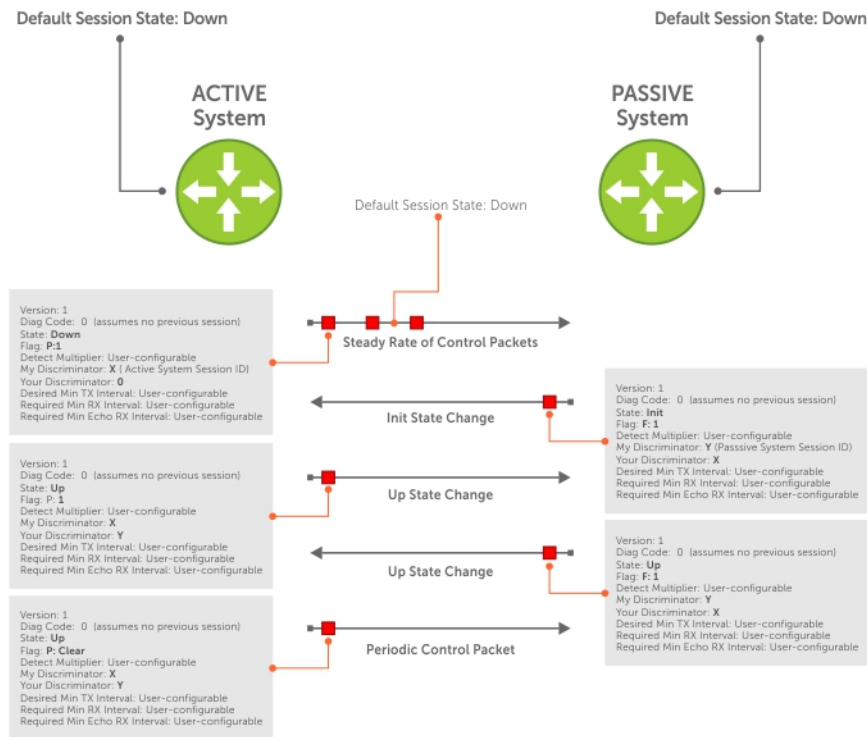 Default Session State: Down
Default Session State: Down
ACTIVE
System
PASSIVE
System
Default Session State: Down
Version: 1
Diag Code:  0  (assumes no previous session)
State: Down
Flag: P:1
Detect Multiplier: User-configurable
My Discriminator: X ( Active System Session ID)
Your Discriminator: 0
Desired Min TX Interval: User-configurable
Required Min RX Interval: User-configurable
Required Min Echo RX Interval: User-configurable
Steady Rate of Control Packets
Init State Change
Version: 1
Diag Code:  0  (assumes no previous session)
State: Init
Flag: F: 1
Detect Multiplier: User-configurable
My Discriminator: Y (Passsive System Session ID)
Your Discriminator: X
Desired Min TX Interval: User-configurable
Required Min RX Interval: User-configurable
Required Min Echo RX Interval: User-configurable
Version: 1
Diag Code:  0  (assumes no previous session)
State: Up
Flag: P: 1
Detect Multiplier: User-configurable
My Discriminator: X
Your Discriminator: Y
Desired Min TX Interval: User-configurable
Required Min RX Interval: User-configurable
Required Min Echo RX Interval: User-configurable
Up State Change
Up State Change
Version: 1
Diag Code:  0  (assumes no previous session)
State: Up
Flag: F: 1
Detect Multiplier: User-configurable
My Discriminator: Y
Your Discriminator: X
Desired Min TX Interval: User-configurable
Required Min RX Interval: User-configurable
Required Min Echo RX Interval: User-configurable
Version: 1
Diag Code:  0  (assumes no previous session)
State: Up
Flag: P: Clear
Detect Multiplier: User-configurable
My Discriminator: X
Your Discriminator: Y
Desired Min TX Interval: User-configurable
Required Min RX Interval: User-configurable
Required Min Echo RX Interval: User-configurable
Periodic Control Packet